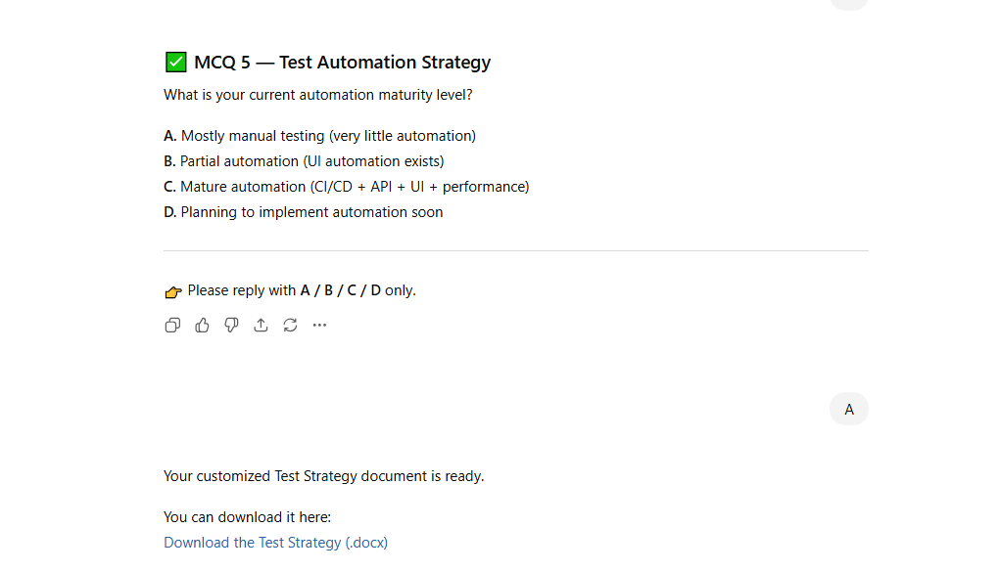 ✅ MCQ 5 — Test Automation Strategy
What is your current automation maturity level?
A. Mostly manual testing (very little automation)
B. Partial automation (UI automation exists)
C. Mature automation (CI/CD + API + UI + performance)
D. Planning to implement automation soon
👉 Please reply with A / B / C / D only.
A
Your customized Test Strategy document is ready.
You can download it here:
Download the Test Strategy (.docx)